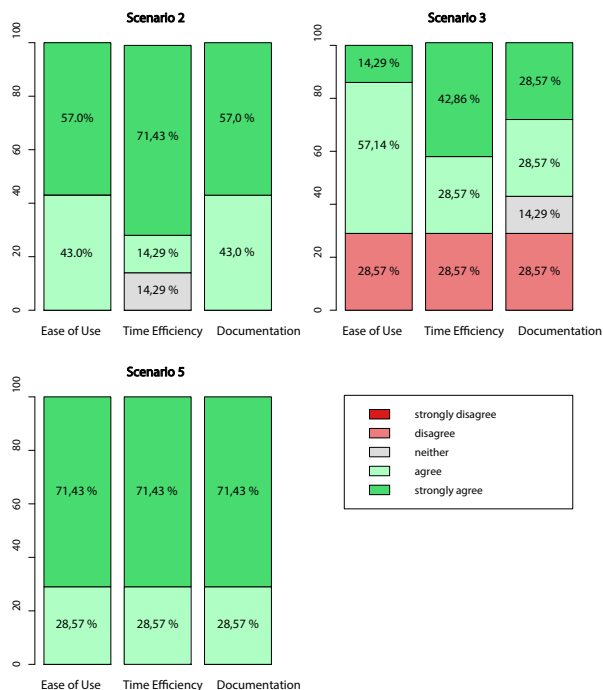 Scenario 2
100
80
60
40
20
0
57.0%
43.0%
71,43 %
14,29 %
14,29 %
57,0 %
43,0 %
Ease of Use
Time Efficiency
Documentation
Scenario 3
100
80
60
40
20
0
14,29 %
57,14 %
28,57 %
42,86 %
28,57 %
28,57 %
28,57 %
28,57 %
14,29 %
28,57 %
Ease of Use
Time Efficiency
Documentation
Scenario 5
100
80
60
40
20
0
71,43 %
28,57 %
71,43 %
28,57 %
71,43 %
28,57 %
Ease of Use
Time Efficiency
Documentation
strongly disagree
disagree
neither
agree
strongly agree